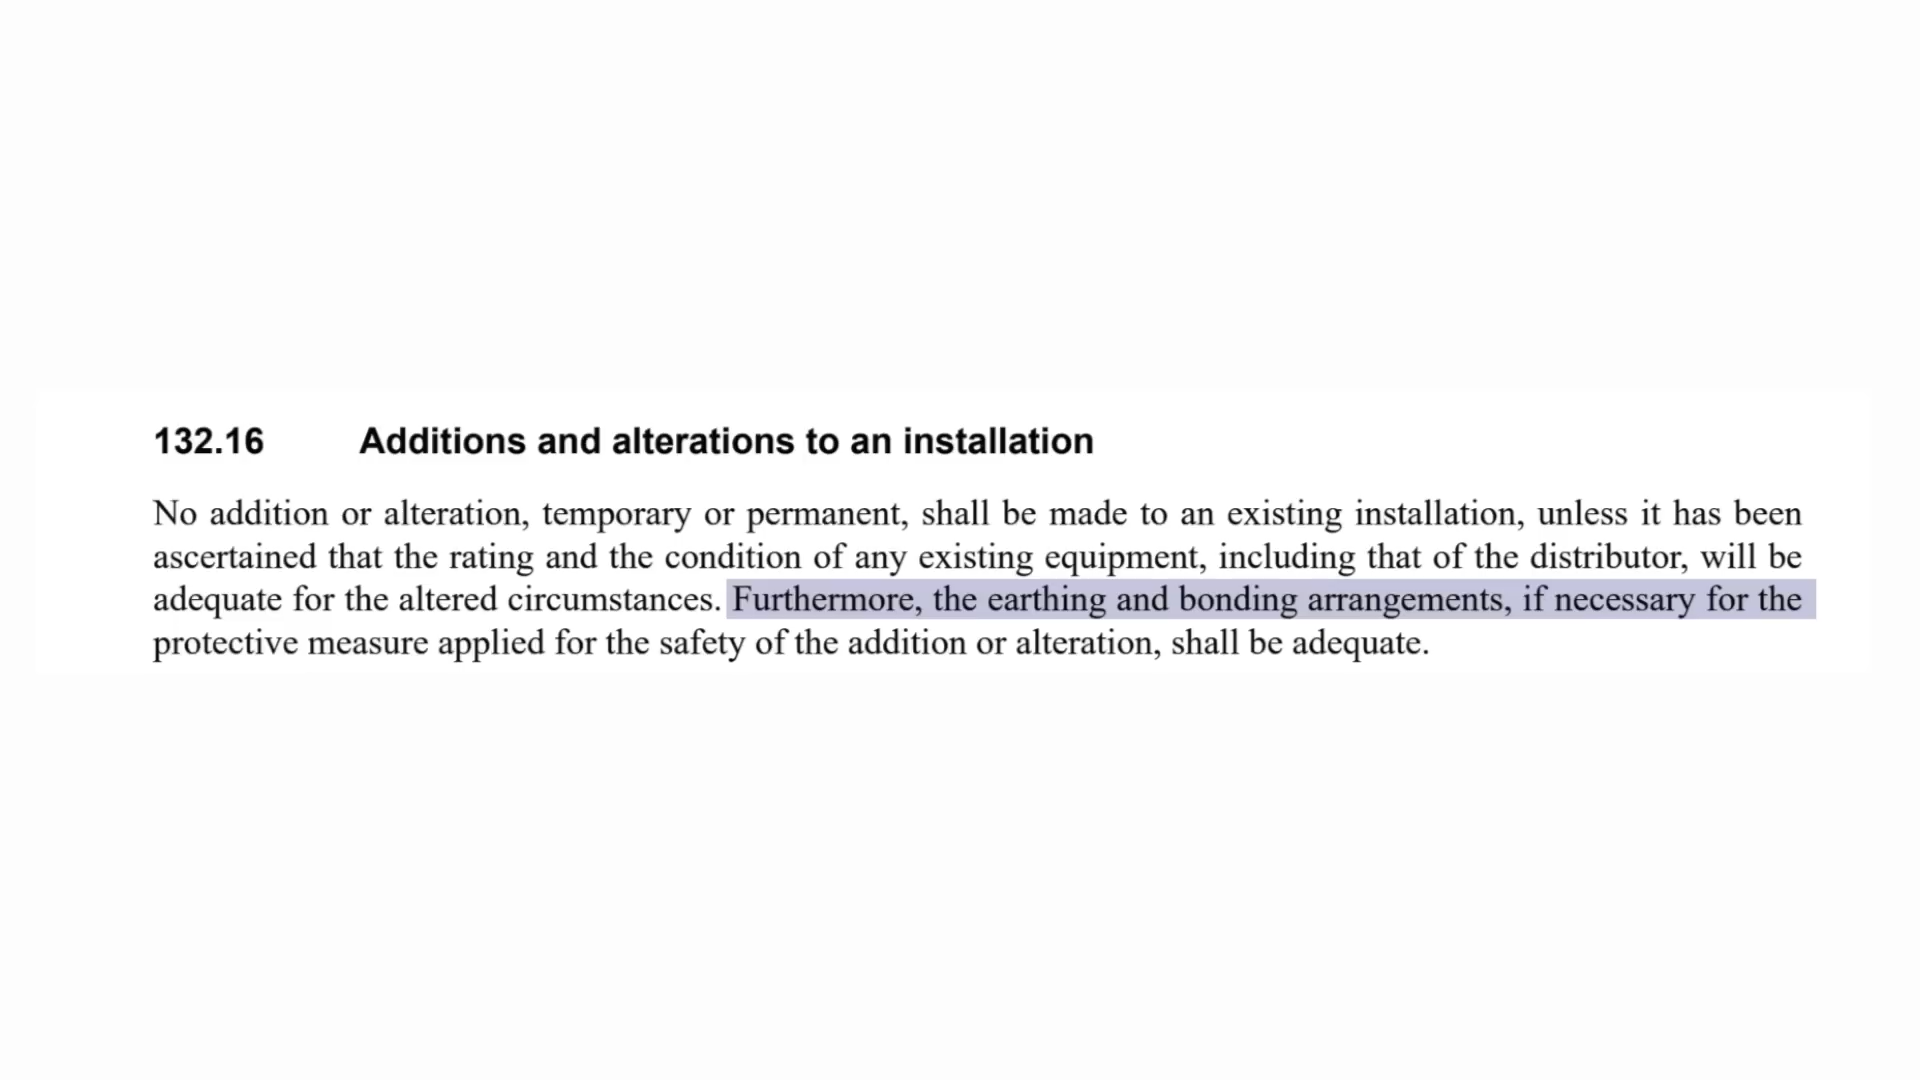 132.16 Additions and alterations to an installation
No addition or alteration, temporary or permanent, shall be made to an existing installation, unless it has been
ascertained that the rating and the condition of any existing equipment, including that of the distributor, will be
adequate for the altered circumstances. Furthermore, the earthing and bonding arrangements, if necessary for the
protective measure applied for the safety of the addition or alteration, shall be adequate.